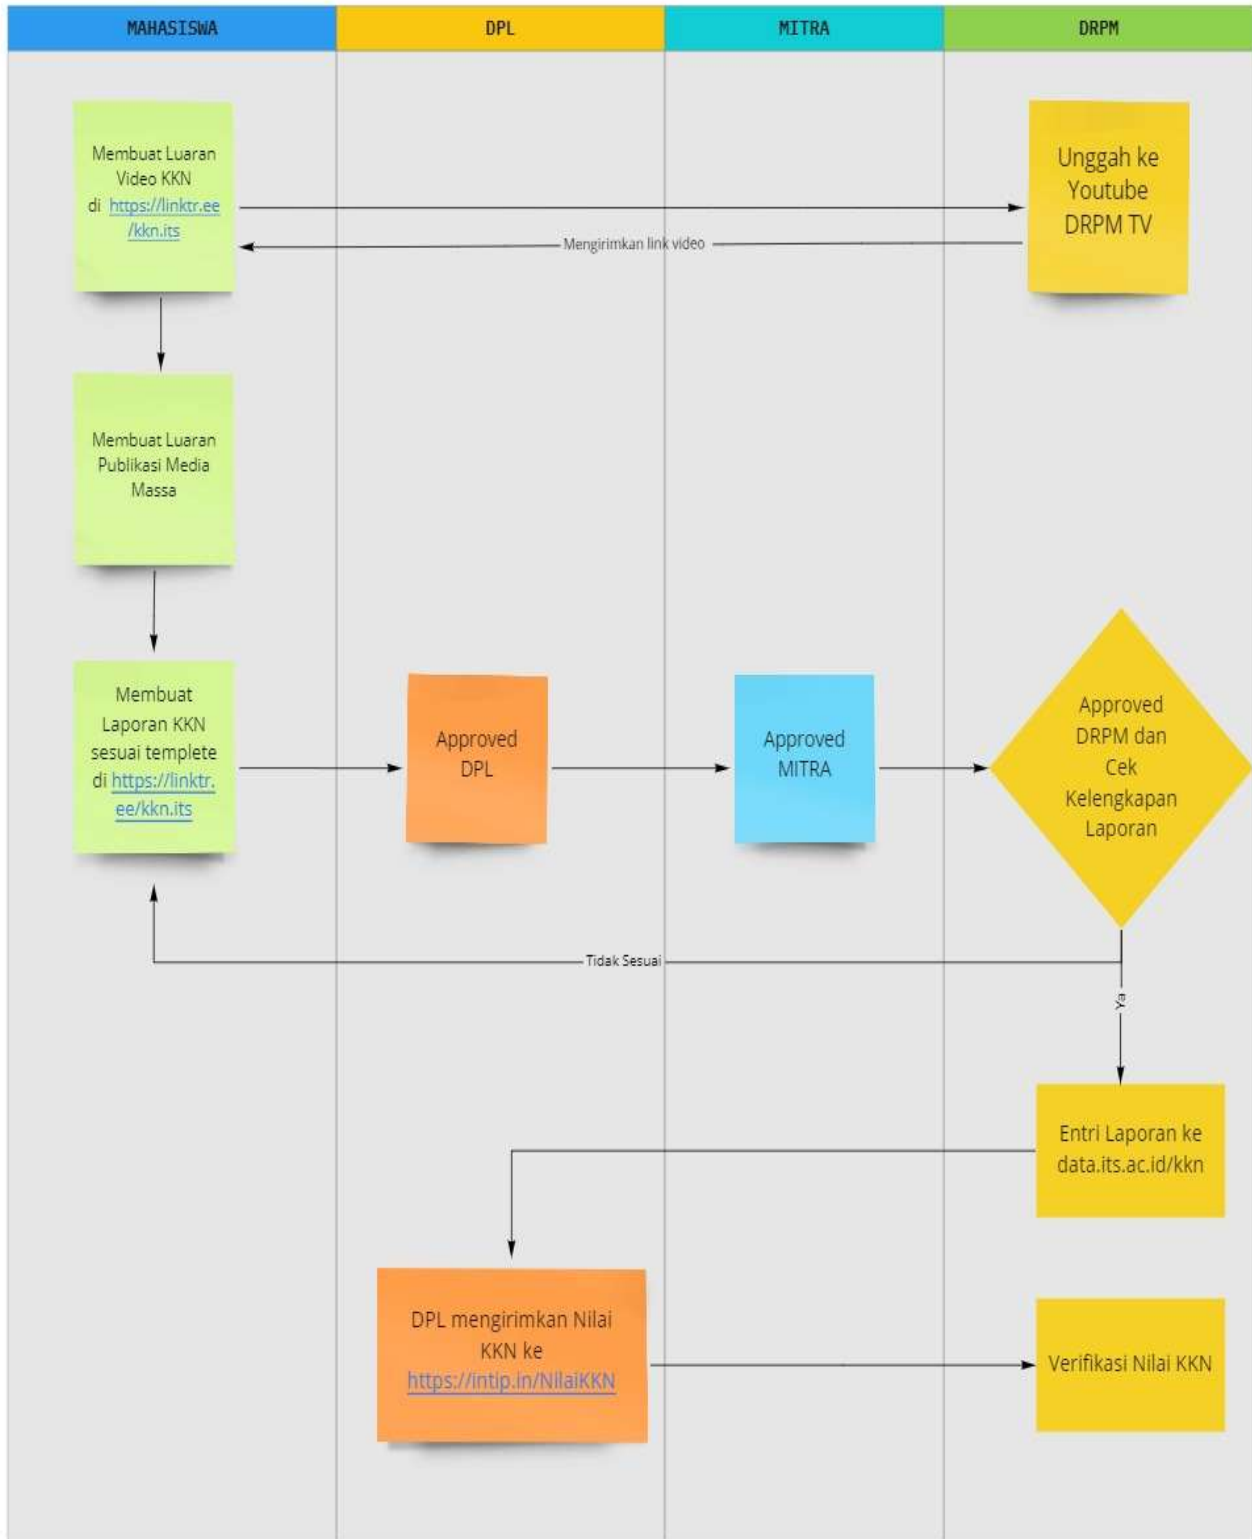 MAHASISWA
DPL
MITRA
DRPM
Membuat Luaran
Video KKN
di https://linktr.ee
/kkn.its
Unggah ke
Youtube
DRPM TV
Mengirimkan link video
Membuat Luaran
Publikasi Media
Massa
Membuat
Laporan KKN
sesuai templete
di https://linktr.
ee/kkn.its
Approved
DPL
Approved
MITRA
Approved
DRPM dan
Cek
Kelengkapan
Laporan
Tidak Sesuai
Ya
Entri Laporan ke
data.its.ac.id/kkn
DPL mengirimkan Nilai
KKN ke
https://intip.in/NilaiKKN
Verifikasi Nilai KKN